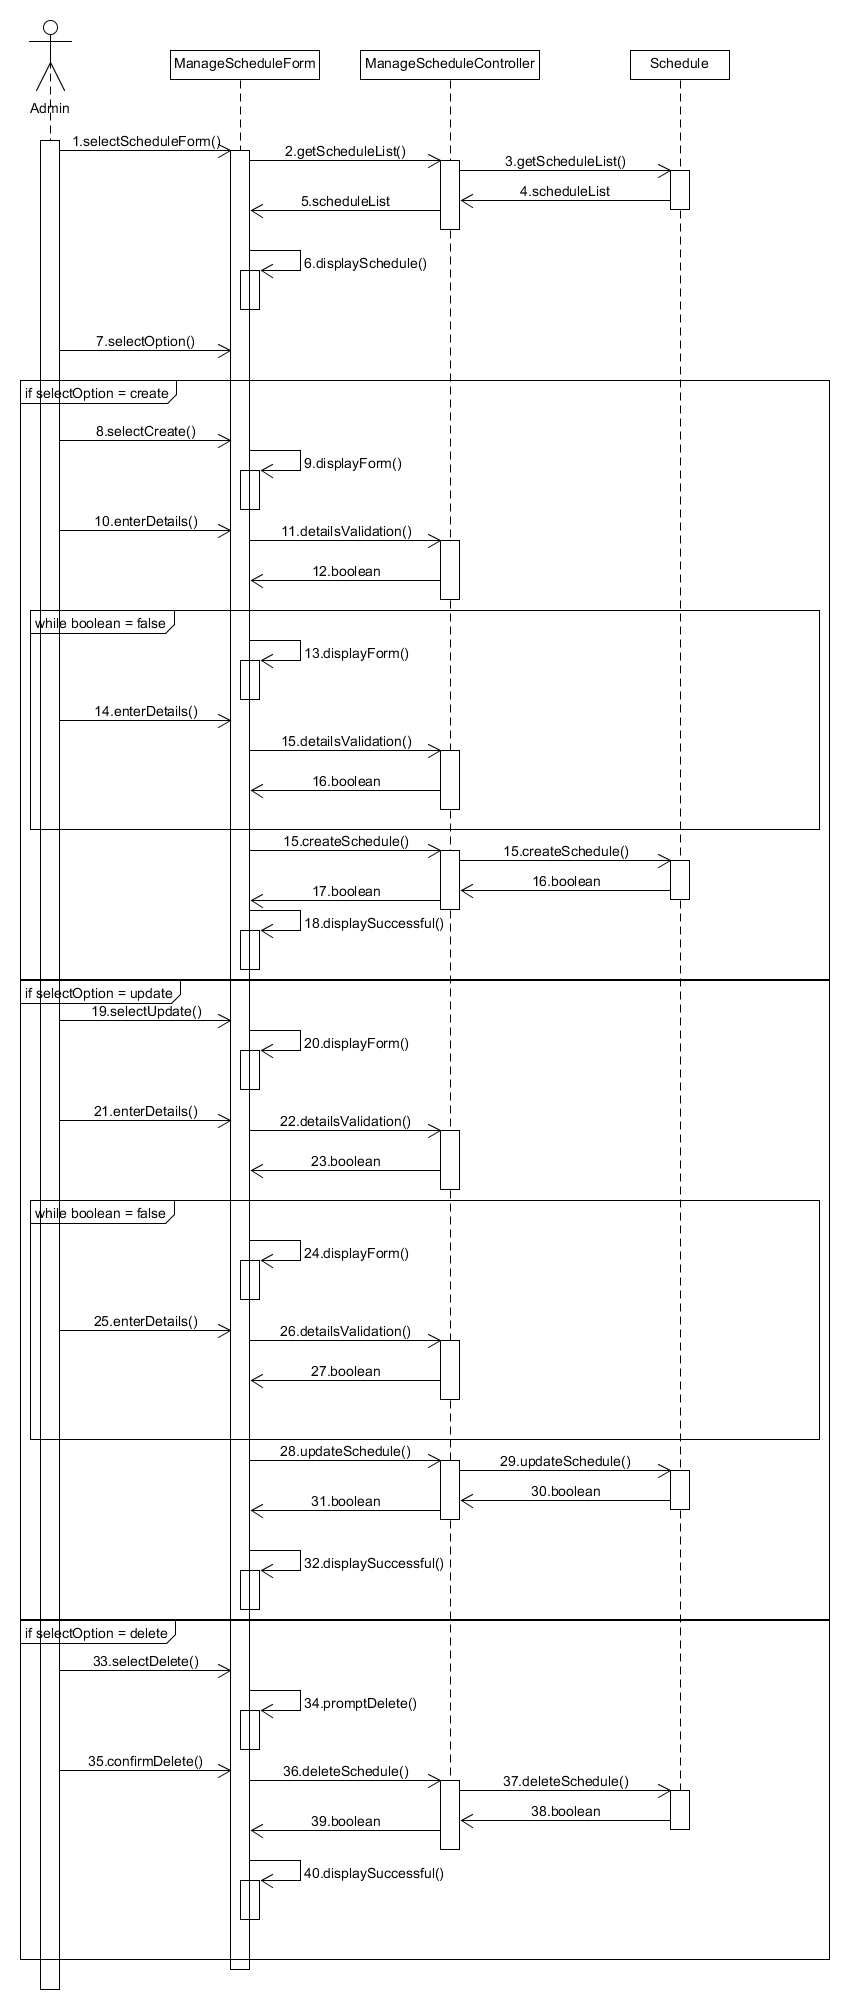 Admin
ManageScheduleForm
ManageScheduleController
Schedule
1.selectScheduleForm()
2.getScheduleList()
3.getScheduleList()
4.scheduleList
5.scheduleList
6.displaySchedule()
7.selectOption()
if selectOption = create
8.selectCreate()
9.displayForm()
10.enterDetails()
11.detailsValidation()
12.boolean
while boolean = false
13.displayForm()
14.enterDetails()
15.detailsValidation()
16.boolean
15.createSchedule()
15.createSchedule()
16.boolean
17.boolean
18.displaySuccessful()
if selectOption = update
19.selectUpdate()
20.displayForm()
21.enterDetails()
22.detailsValidation()
23.boolean
while boolean = false
24.displayForm()
25.enterDetails()
26.detailsValidation()
27.boolean
28.updateSchedule()
29.updateSchedule()
30.boolean
31.boolean
32.displaySuccessful()
if selectOption = delete
33.selectDelete()
34.promptDelete()
35.confirmDelete()
36.deleteSchedule()
37.deleteSchedule()
38.boolean
39.boolean
40.displaySuccessful()